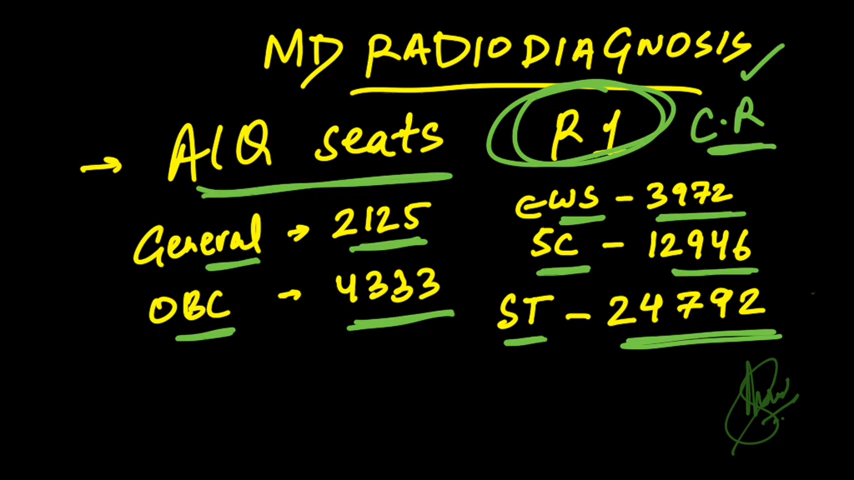 MD RADIODIAGNOSIS
→ AIQ seats R1 C.R
General → 2125
OBC → 4333
EWS - 3972
SC - 12946
ST - 24792